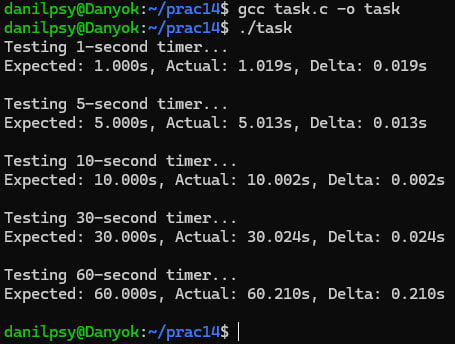 danilpsy@Danyok:~/prac14$ gcc task.c -o task
danilpsy@Danyok:~/prac14$ ./task
Testing 1-second timer...
Expected: 1.000s, Actual: 1.019s, Delta: 0.019s
Testing 5-second timer...
Expected: 5.000s, Actual: 5.013s, Delta: 0.013s
Testing 10-second timer...
Expected: 10.000s, Actual: 10.002s, Delta: 0.002s
Testing 30-second timer...
Expected: 30.000s, Actual: 30.024s, Delta: 0.024s
Testing 60-second timer...
Expected: 60.000s, Actual: 60.210s, Delta: 0.210s
danilpsy@Danyok:~/prac14$